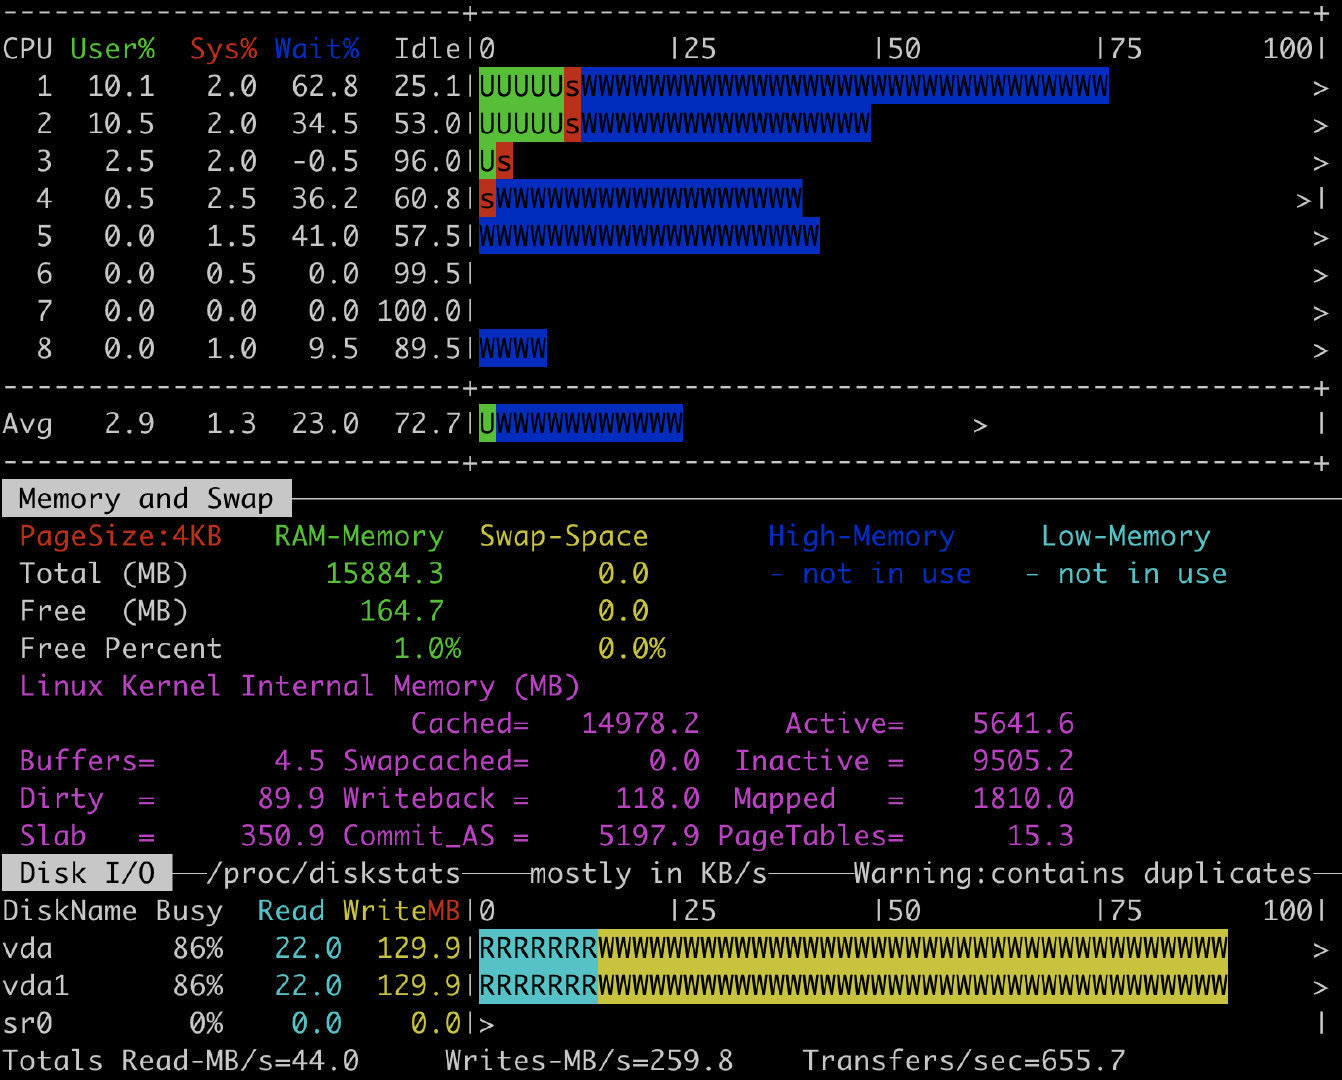 CPU User% Sys% Wait% Idle|0 |25 |50 |75 100|
1 10.1 2.0 62.8 25.1|UUUUUsWWWWWWWWWWWWWWWWWWWWWWWWWWWWWWW >
2 10.5 2.0 34.5 53.0|UUUUUsWWWWWWWWWWWWWWWWW >
3 2.5 2.0 -0.5 96.0|Us >
4 0.5 2.5 36.2 60.8|sWWWWWWWWWWWWWWWWWW >|
5 0.0 1.5 41.0 57.5|WWWWWWWWWWWWWWWWWWWW >
6 0.0 0.5 0.0 99.5| >
7 0.0 0.0 0.0 100.0| >
8 0.0 1.0 9.5 89.5|WWWW >
Avg 2.9 1.3 23.0 72.7|UWWWWWWWWWWW > |
Memory and Swap
PageSize:4KB RAM-Memory Swap-Space High-Memory Low-Memory
Total (MB) 15884.3 0.0 - not in use - not in use
Free (MB) 164.7 0.0
Free Percent 1.0% 0.0%
Linux Kernel Internal Memory (MB)
Cached= 14978.2 Active= 5641.6
Buffers= 4.5 Swapcached= 0.0 Inactive = 9505.2
Dirty = 89.9 Writeback = 118.0 Mapped = 1810.0
Slab = 350.9 Commit_AS = 5197.9 PageTables= 15.3
Disk I/O /proc/diskstats mostly in KB/s Warning:contains duplicates
DiskName Busy Read WriteMB|0 |25 |50 |75 100|
vda 86% 22.0 129.9|RRRRRRRWWWWWWWWWWWWWWWWWWWWWWWWWWWWWWWWWWWWW >
vda1 86% 22.0 129.9|RRRRRRRWWWWWWWWWWWWWWWWWWWWWWWWWWWWWWWWWWWWW >
sr0 0% 0.0 0.0|> |
Totals Read-MB/s=44.0 Writes-MB/s=259.8 Transfers/sec=655.7